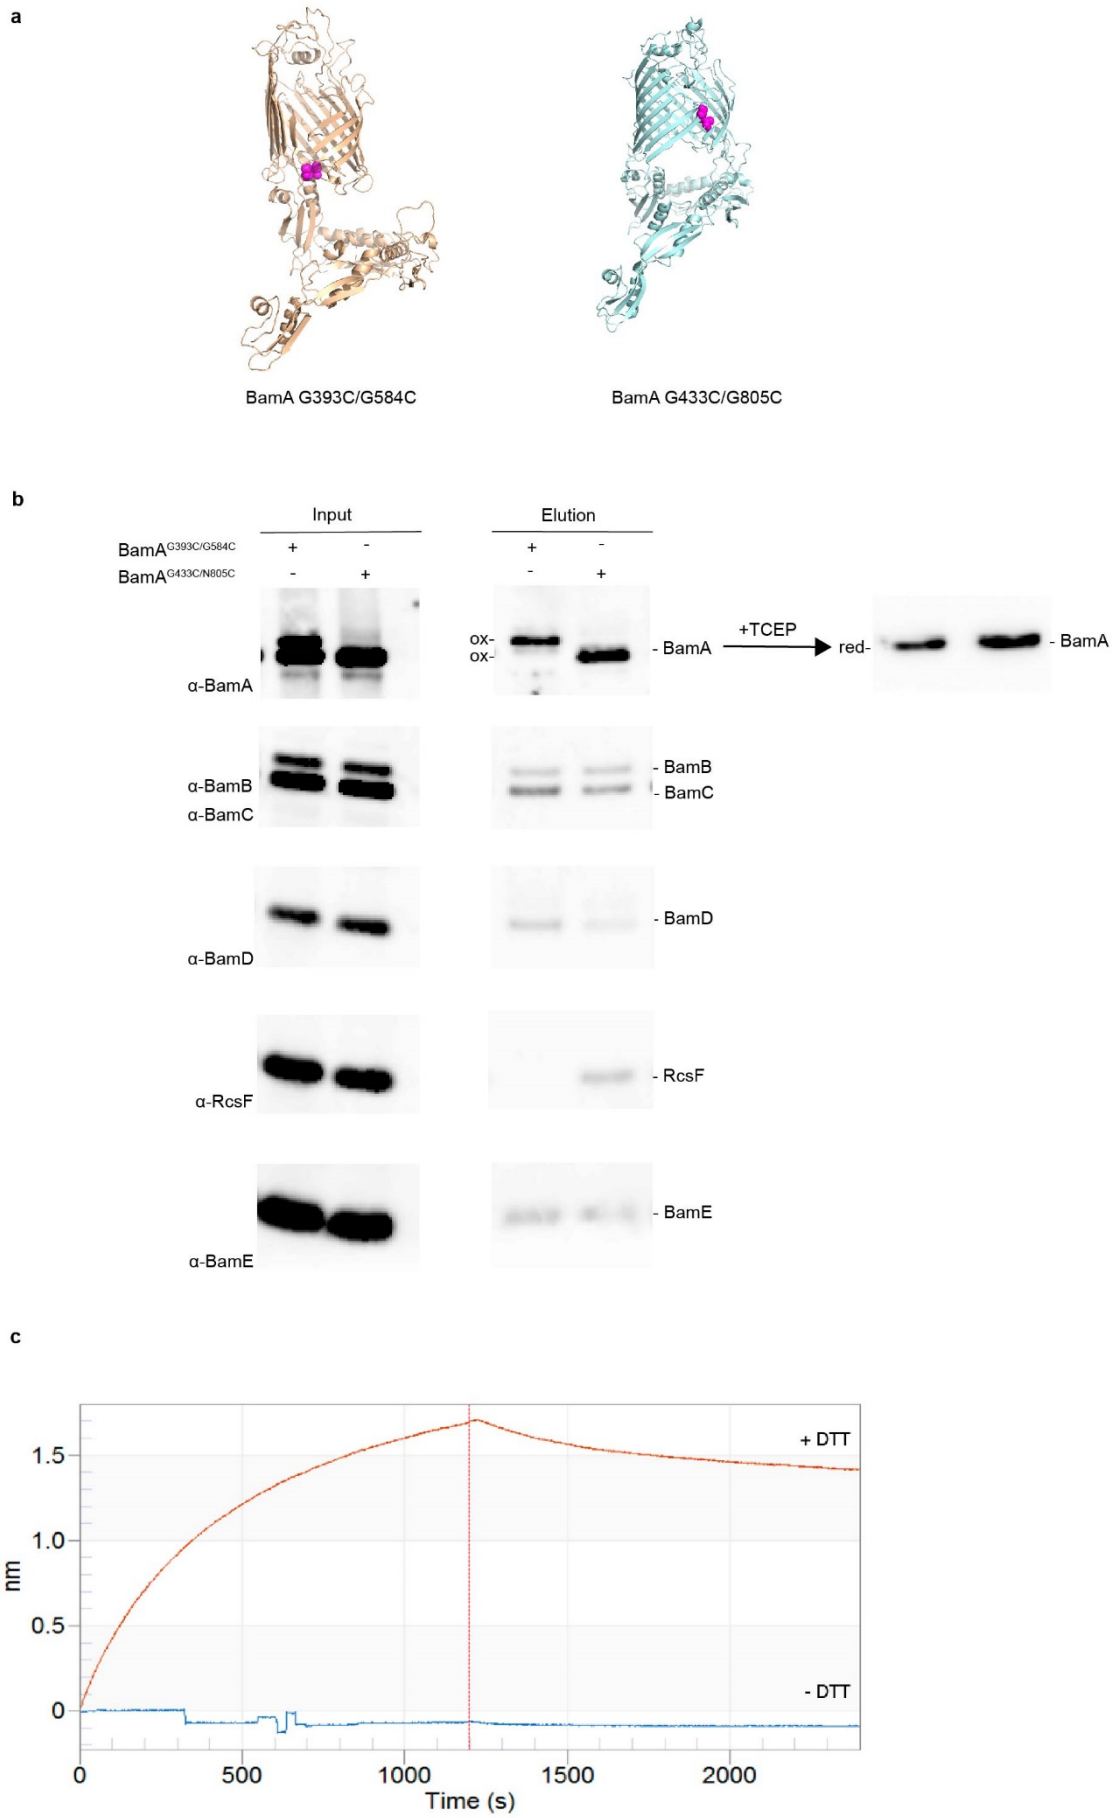 a
BamA G393C/G584C
BamA G433C/G805C
b
Input
Elution
BamA^G393C/G584C + - + -
BamA^G433C/N805C - + - +
ox-
ox-
- BamA
+TCEP
red-
- BamA
α-BamA
α-BamB
α-BamC
- BamB
- BamC
α-BamD
- BamD
α-RcsF
- RcsF
α-BamE
- BamE
c
+ DTT
- DTT
nm
1.5
1.0
0.5
0
0 500 1000 1500 2000
Time (s)